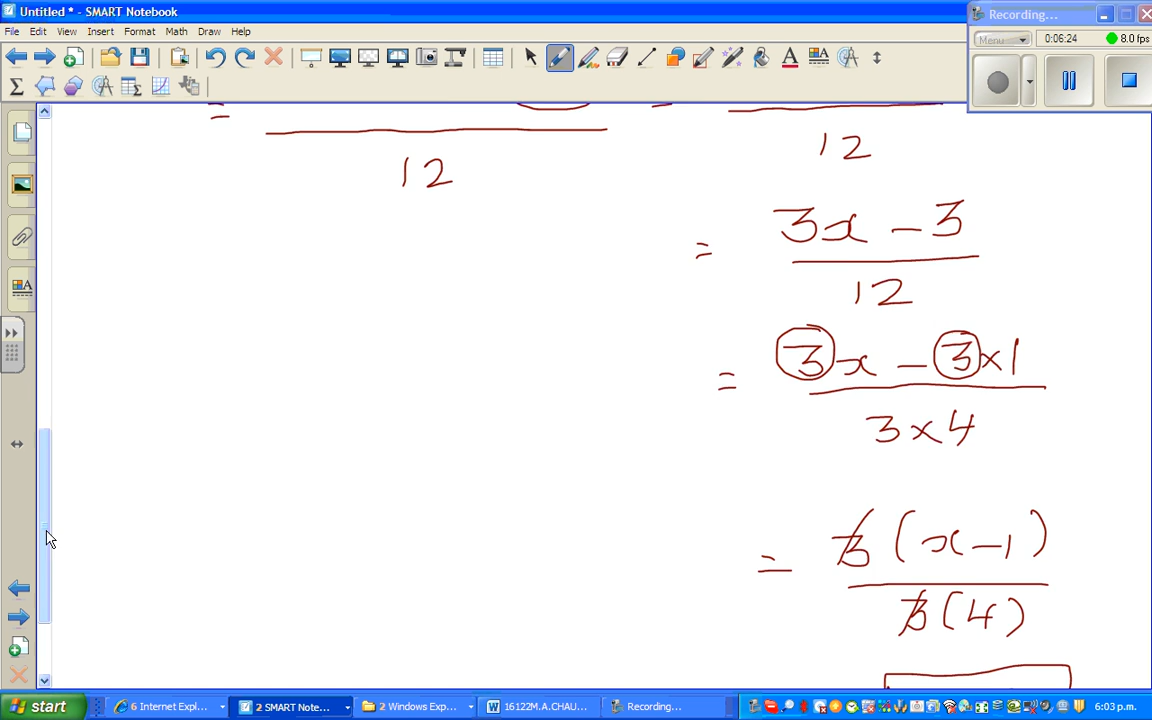 Untitled * - SMART Notebook
Recording...
File Edit View Insert Format Math Draw Help
Menu
0:06:24
8.0 fps
=
12
=
12
= 3x - 3
12
= 3x - 3 x 1
3 x 4
= 3 (x - 1)
3 (4)
start
6 Internet Expl...
2 SMART Note...
2 Windows Exp...
16122M.A.CHAU...
Recording...
6:03 p.m.